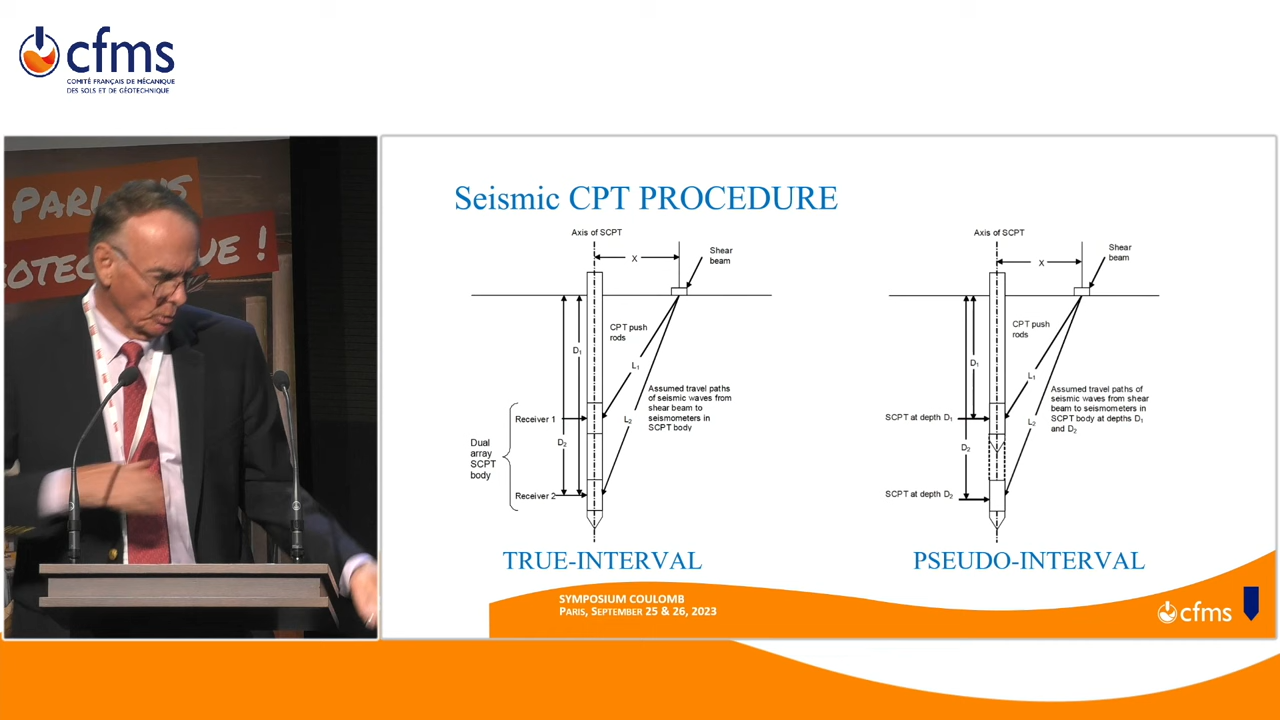 cfms
COMITÉ FRANÇAIS DE MÉCANIQUE
DES SOLS ET DE GÉOTECHNIQUE
Seismic CPT PROCEDURE
Axis of SCPT
X
Shear
beam
CPT push
rods
D1
L1
Assumed travel paths
of seismic waves from
shear beam to
seismometers in
SCPT body
L2
Receiver 1
D2
Dual
array
SCPT
body
Receiver 2
TRUE-INTERVAL
Axis of SCPT
X
Shear
beam
CPT push
rods
D1
L1
Assumed travel paths of
seismic waves from shear
beam to seismometers in
SCPT body at depths D1
and D2
L2
SCPT at depth D1
D2
SCPT at depth D2
PSEUDO-INTERVAL
SYMPOSIUM COULOMB
PARIS, SEPTEMBER 25 & 26, 2023
cfms